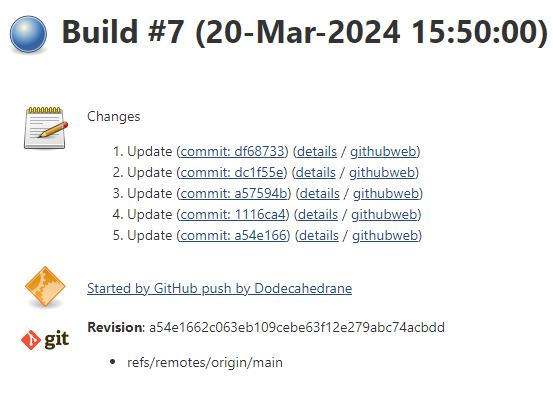 Build #7 (20-Mar-2024 15:50:00)
Changes
1. Update (commit: df68733) (details / githubweb)
2. Update (commit: dc1f55e) (details / githubweb)
3. Update (commit: a57594b) (details / githubweb)
4. Update (commit: 1116ca4) (details / githubweb)
5. Update (commit: a54e166) (details / githubweb)
Started by GitHub push by Dodecahedrane
git
Revision: a54e1662c063eb109cebe63f12e279abc74acbdd
• refs/remotes/origin/main